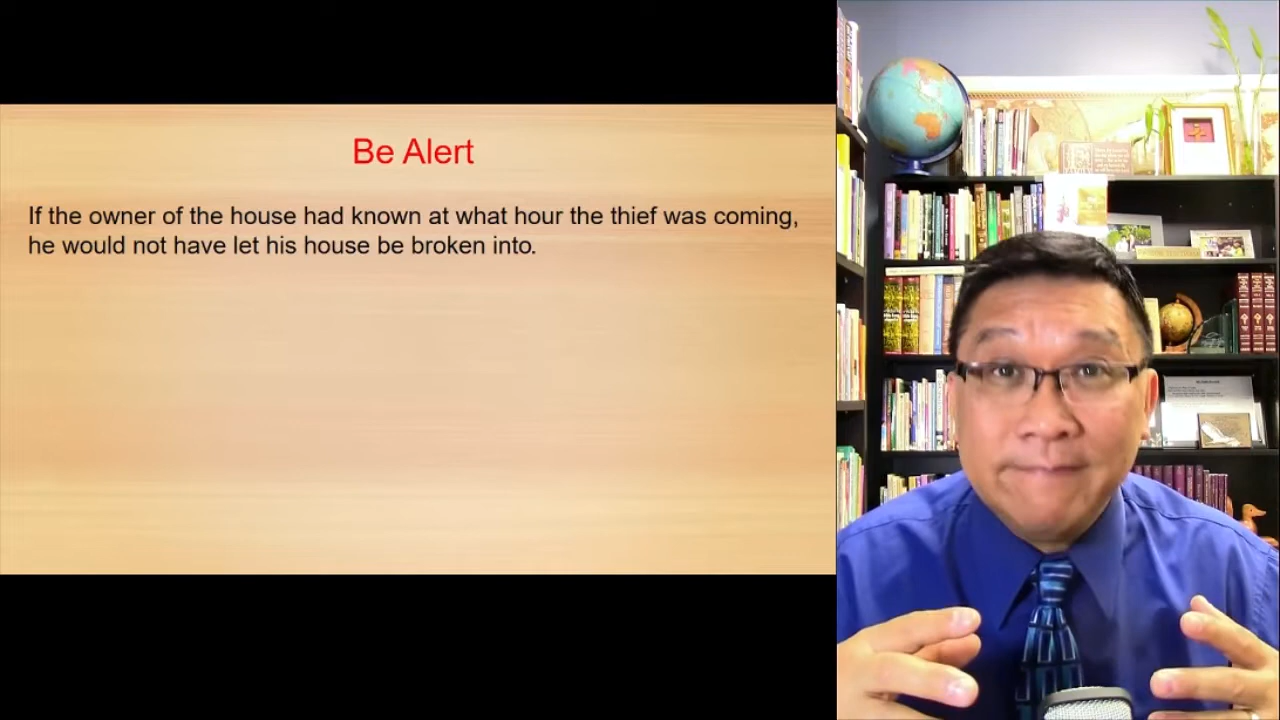 Be Alert
If the owner of the house had known at what hour the thief was coming,
he would not have let his house be broken into.